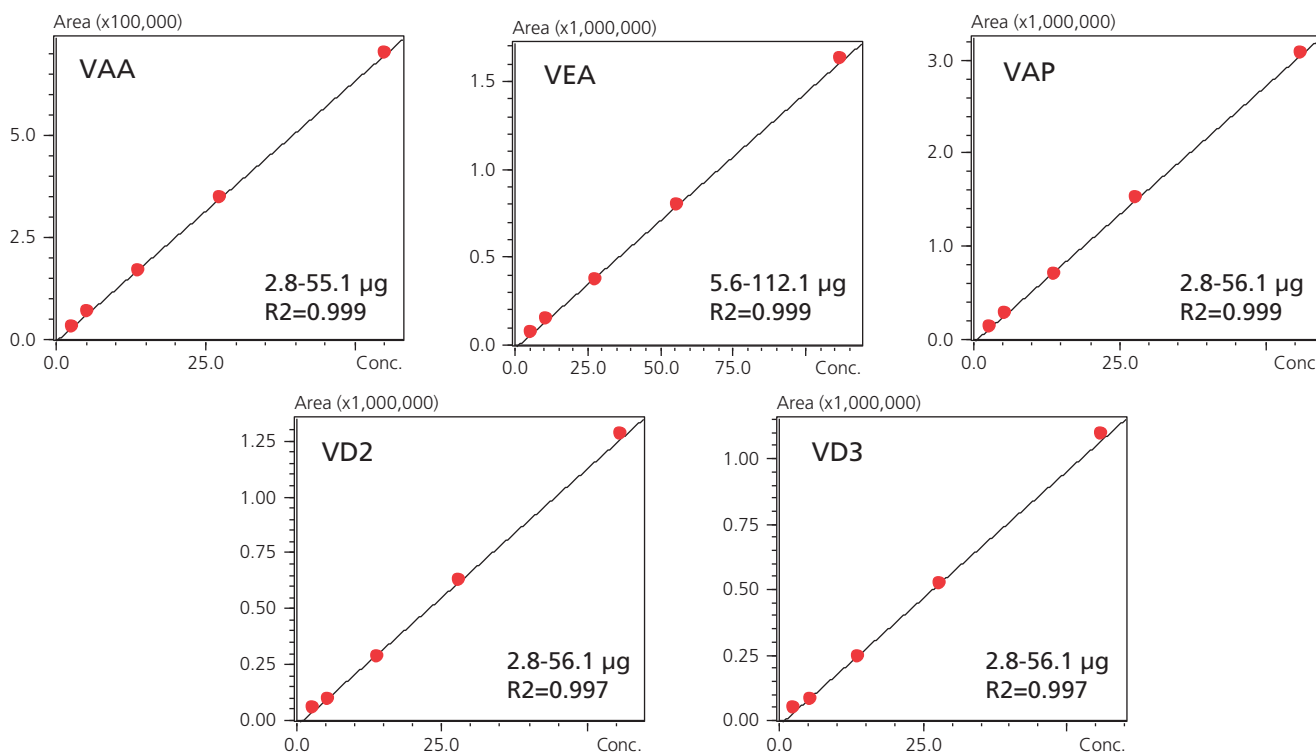 Area (x100,000)
VAA
5.0
2.5
0.0
2.8-55.1 µg
R2=0.999
0.0 25.0 Conc.
Area (x1,000,000)
VEA
1.5
1.0
0.5
0.0
5.6-112.1 µg
R2=0.999
0.0 25.0 50.0 75.0 Conc.
Area (x1,000,000)
VAP
3.0
2.0
1.0
0.0
2.8-56.1 µg
R2=0.999
0.0 25.0 Conc.
Area (x1,000,000)
VD2
1.25
1.00
0.75
0.50
0.25
0.00
2.8-56.1 µg
R2=0.997
0.0 25.0 Conc.
Area (x1,000,000)
VD3
1.00
0.75
0.50
0.25
0.00
2.8-56.1 µg
R2=0.997
0.0 25.0 Conc.